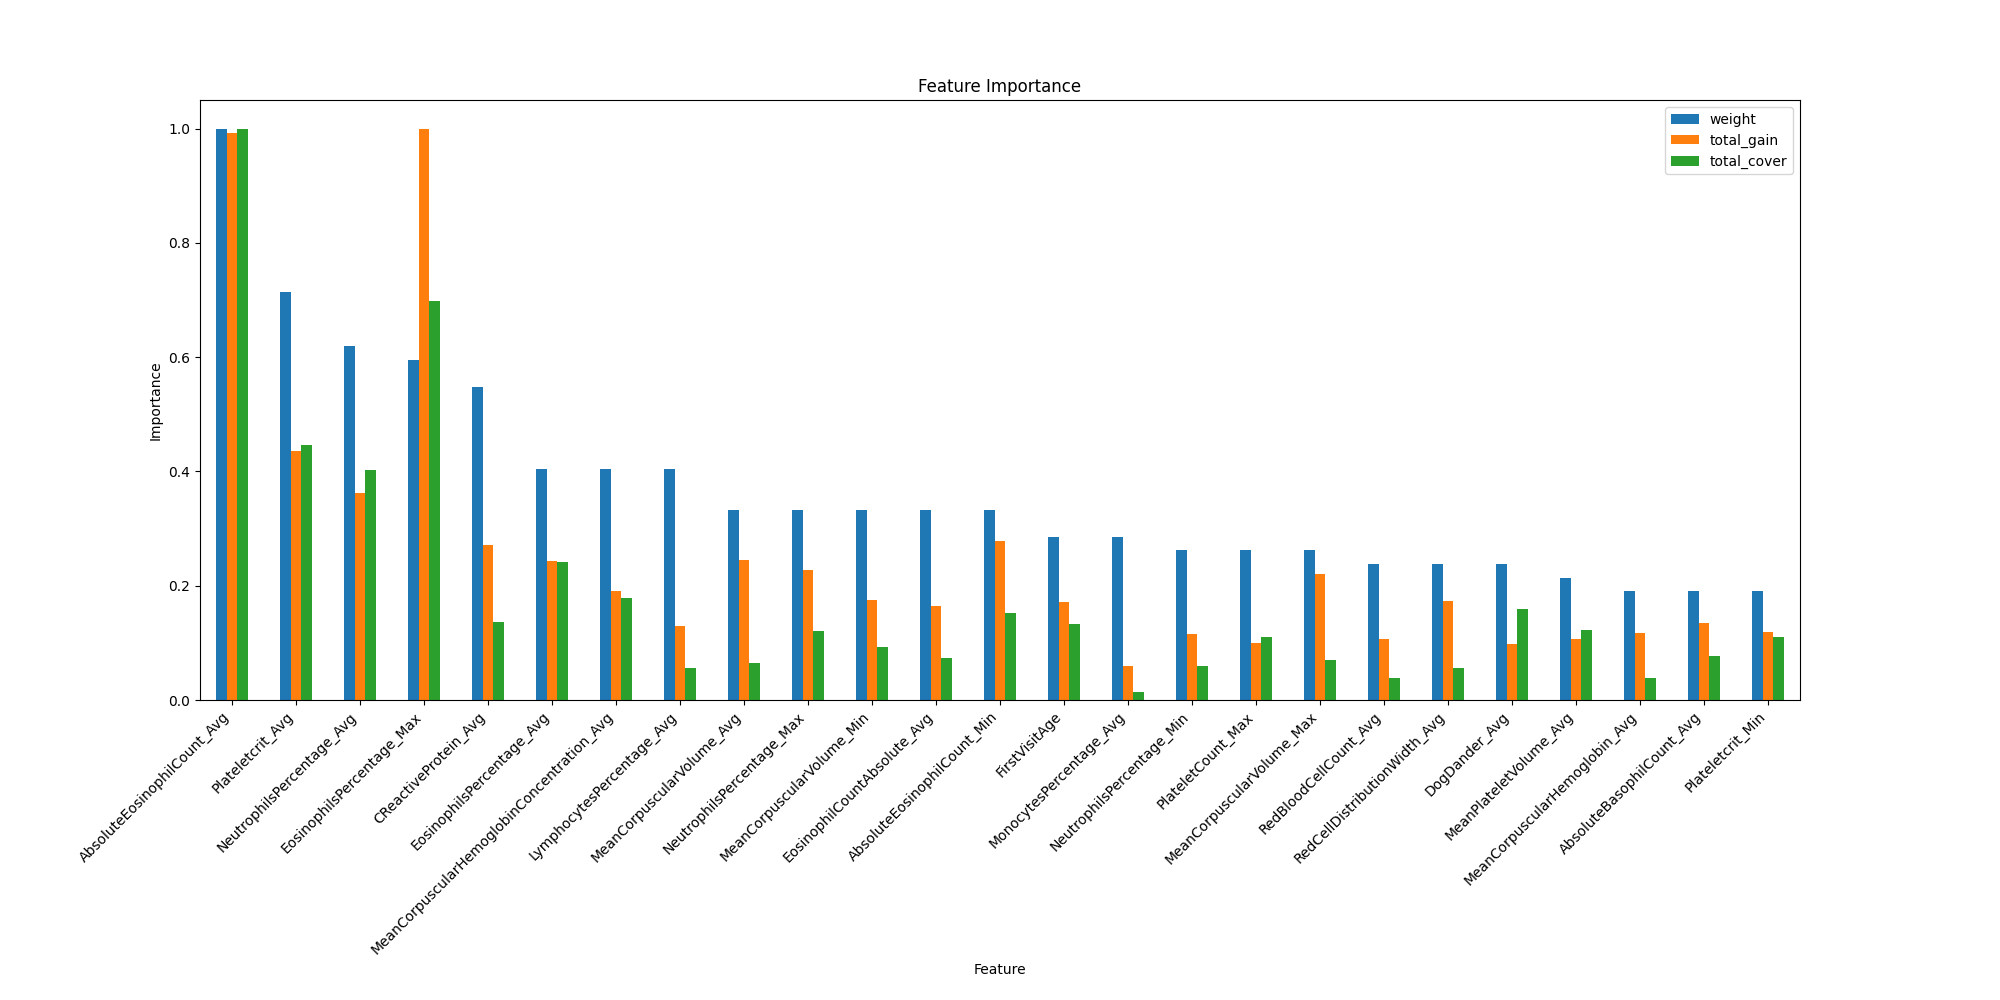 Feature Importance
weight
total_gain
total_cover
1.0
0.8
0.6
0.4
0.2
0.0
Importance
AbsoluteEosinophilCount_Avg
Plateletcrit_Avg
NeutrophilsPercentage_Avg
EosinophilsPercentage_Max
CReactiveProtein_Avg
EosinophilsPercentage_Avg
MeanCorpuscularHemoglobinConcentration_Avg
LymphocytesPercentage_Avg
MeanCorpuscularVolume_Avg
NeutrophilsPercentage_Max
MeanCorpuscularVolume_Min
EosinophilCountAbsolute_Avg
AbsoluteEosinophilCount_Min
FirstVisitAge
MonocytesPercentage_Avg
NeutrophilsPercentage_Min
PlateletCount_Max
MeanCorpuscularVolume_Max
RedBloodCellCount_Avg
RedCellDistributionWidth_Avg
DogDander_Avg
MeanPlateletVolume_Avg
MeanCorpuscularHemoglobin_Avg
AbsoluteBasophilCount_Avg
Plateletcrit_Min
Feature